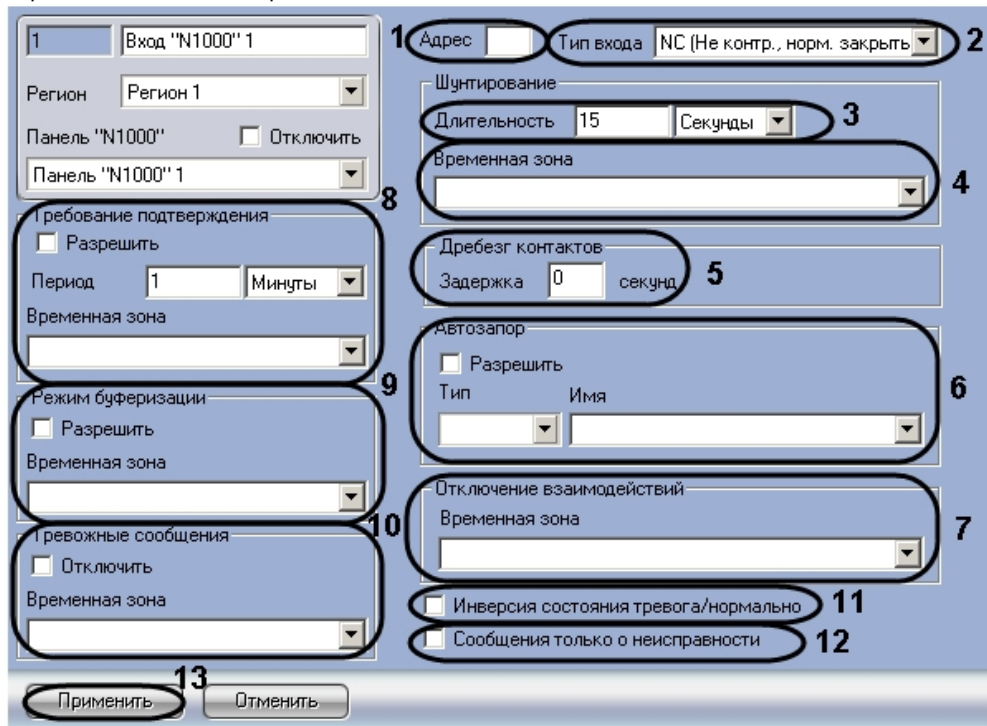 1
Вход "N1000" 1
Регион
Регион 1
Панель "N1000"
Отключить
Панель "N1000" 1
8
Требование подтверждения
Разрешить
Период
1
Минуты
Временная зона
9
Режим буферизации
Разрешить
Временная зона
10
Тревожные сообщения
Отключить
Временная зона
1
Адрес
Тип входа
NC (Не контр., норм. закрыть
2
Шунтирование
Длительность
15
Секунды
3
Временная зона
4
Дребезг контактов
Задержка
0
секунд
5
Автозапор
Разрешить
Тип
Имя
6
Отключение взаимодействий
Временная зона
7
Инверсия состояния тревога/нормально
11
Сообщения только о неисправности
12
13
Применить
Отменить